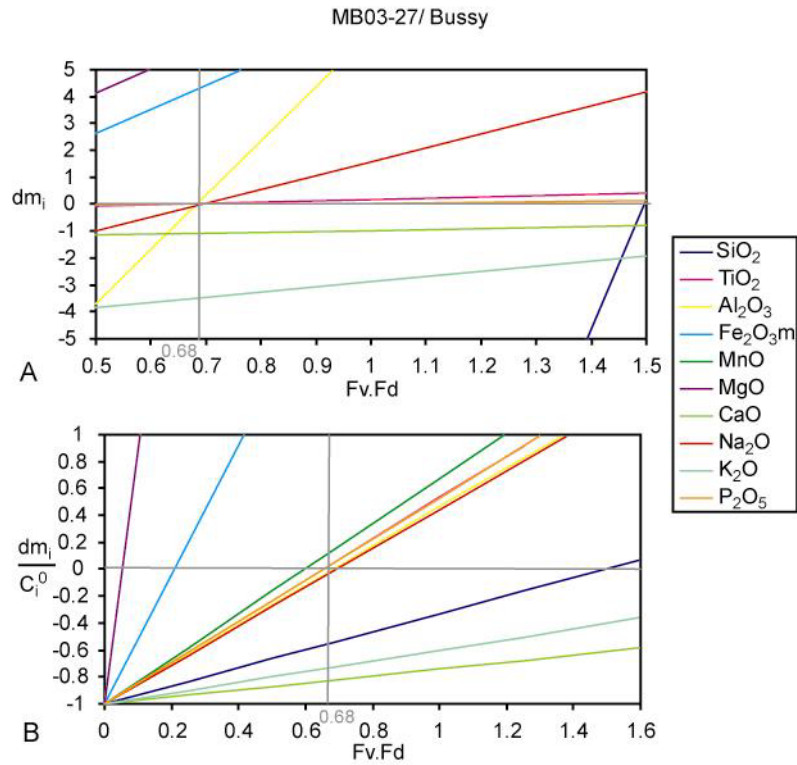 MB03-27/ Bussy
5
4
3
2
1
dmᵢ 0
-1
-2
-3
-4
-5
0.68
A
0.5 0.6 0.7 0.8 0.9 1 1.1 1.2 1.3 1.4 1.5
Fv.Fd
SiO₂
TiO₂
Al₂O₃
Fe₂O₃m
MnO
MgO
CaO
Na₂O
K₂O
P₂O₅
1
0.8
0.6
0.4
0.2
dmᵢ
0
Cᵢ⁰
-0.2
-0.4
-0.6
-0.8
-1
0.68
B
0 0.2 0.4 0.6 0.8 1 1.2 1.4 1.6
Fv.Fd